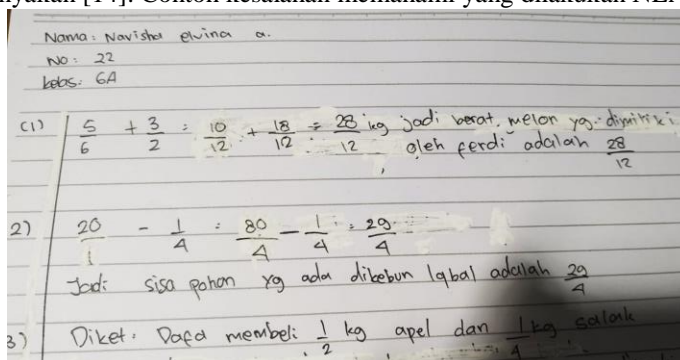 Nama: Navisha elvina a.
No: 22
kelas: 6A
(1) 5/6 + 3/2 = 10/12 + 18/12 = 28/12 kg jadi berat melon yg dimiliki
oleh ferdi adalah 28/12
2) 20/1 - 1/4 = 80/4 - 1/4 = 29/4
Jadi sisa pohon yg ada dikebun Iqbal adalah 29/4
3) Diket: Dafa membeli 1/2 kg apel dan 1/4 kg salak